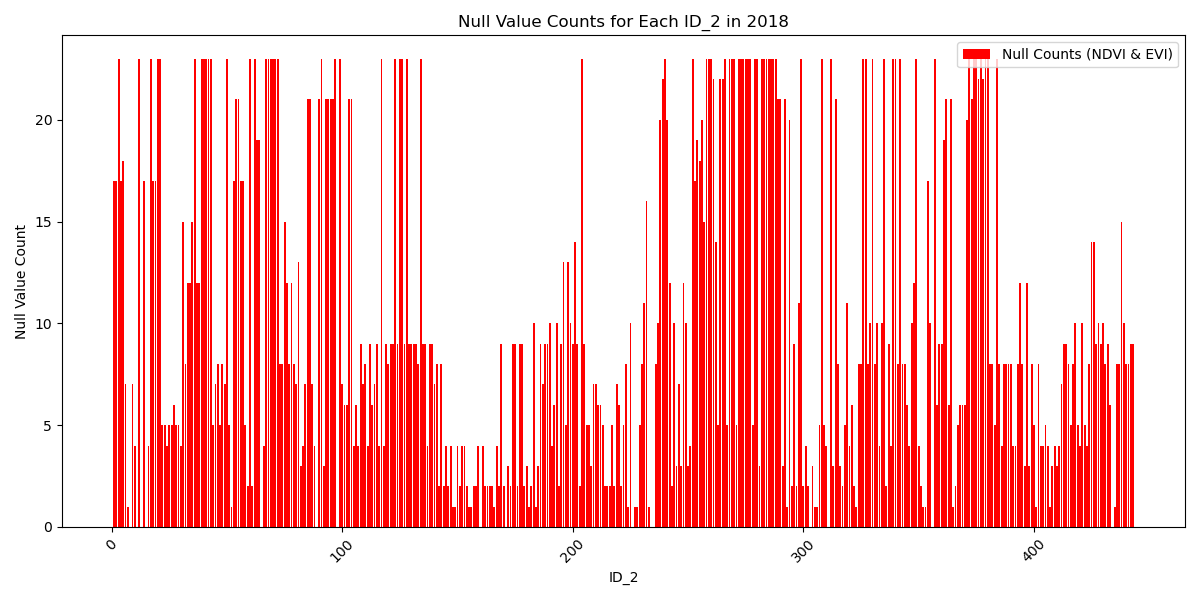 Null Value Counts for Each ID_2 in 2018
Null Counts (NDVI & EVI)
Null Value Count
20
15
10
5
0
0
100
200
300
400
ID_2